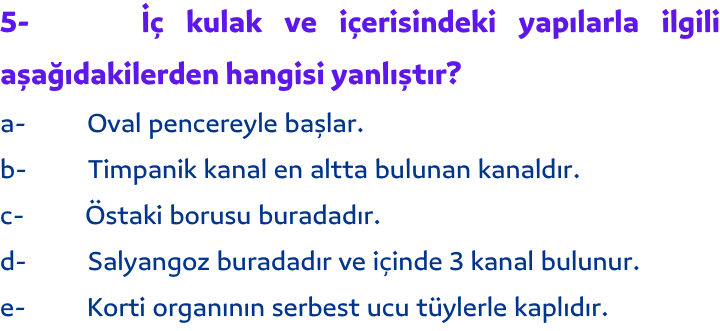 5- İç kulak ve içerisindeki yapılarla ilgili
aşağıdakilerden hangisi yanlıştır?
a- Oval pencereyle başlar.
b- Timpanik kanal en altta bulunan kanaldır.
c- Östaki borusu buradadır.
d- Salyangoz buradadır ve içinde 3 kanal bulunur.
e- Korti organının serbest ucu tüylerle kaplıdır.